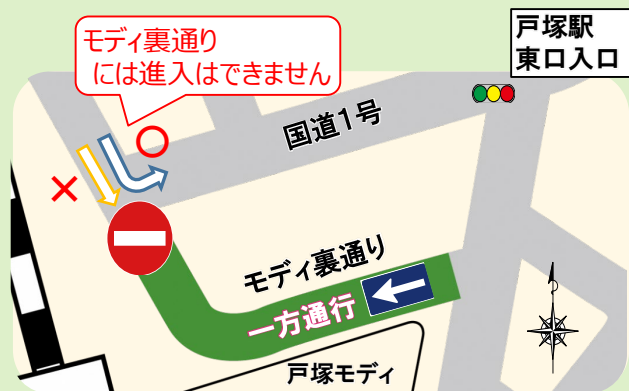 モディ裏通り
には進入はできません
戸塚駅
東口入口
国道1号
モディ裏通り
一方通行
戸塚モディ